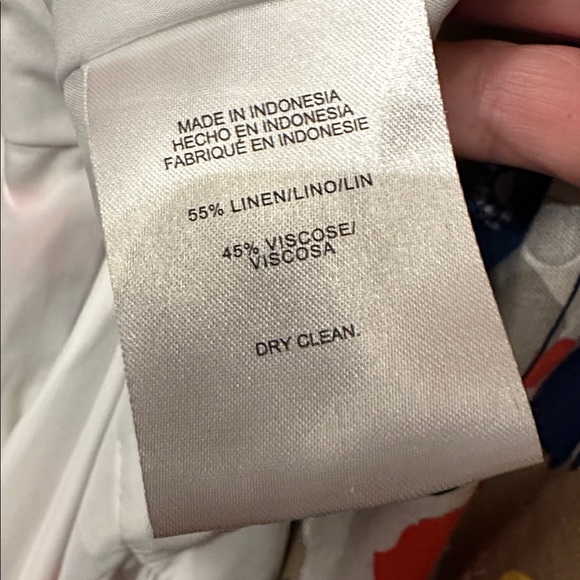 MADE IN INDONESIA
HECHO EN INDONESIA
FABRIQUÉ EN INDONESIE
55% LINEN/LINO/LIN
45% VISCOSE/
VISCOSA
DRY CLEAN.